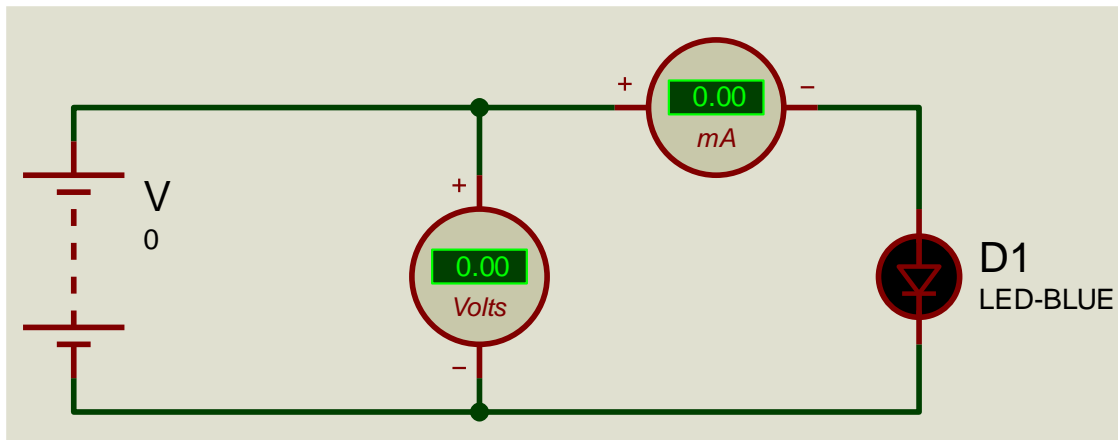 +
0.00
−
mA
V
0
+
0.00
Volts
−
D1
LED-BLUE